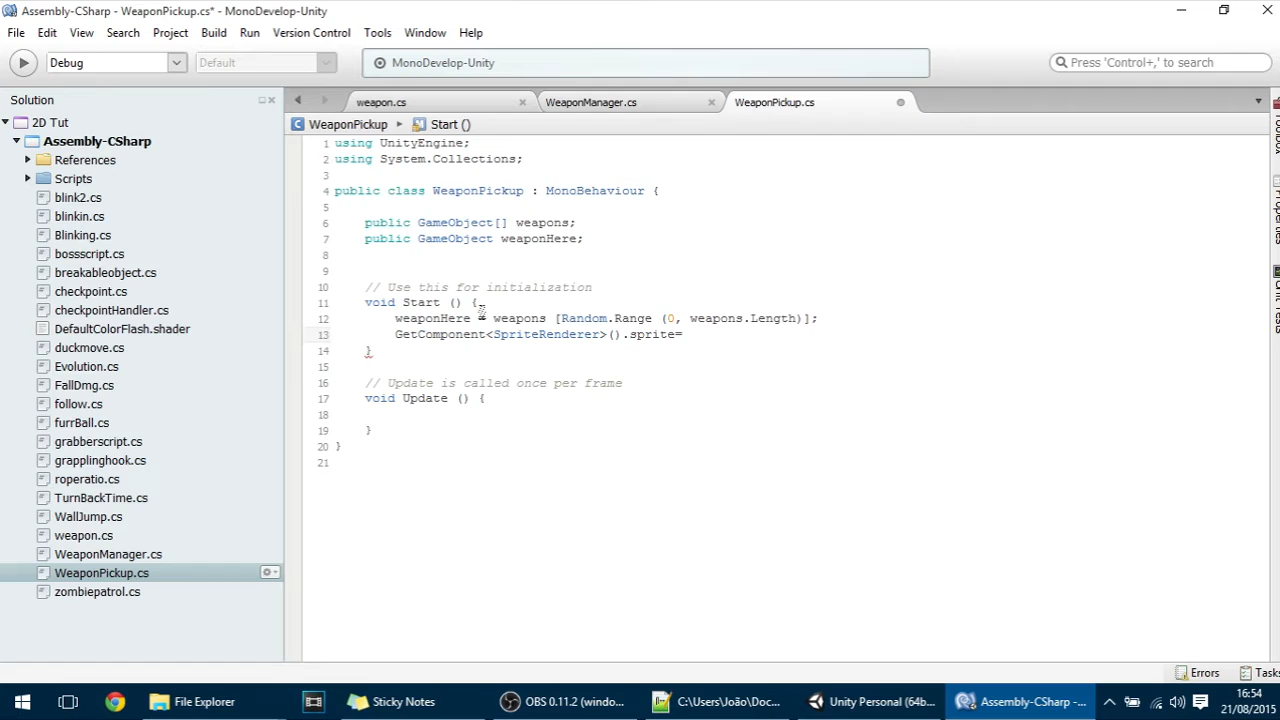 Assembly-CSharp - WeaponPickup.cs* - MonoDevelop-Unity
File Edit View Search Project Build Run Version Control Tools Window Help
Debug Default MonoDevelop-Unity Press 'Control+,' to search
Solution
2D Tut
Assembly-CSharp
References
Scripts
blink2.cs
blinkin.cs
Blinking.cs
bossscript.cs
breakableobject.cs
checkpoint.cs
checkpointHandler.cs
DefaultColorFlash.shader
duckmove.cs
Evolution.cs
FallDmg.cs
follow.cs
furrBall.cs
grabberscript.cs
grapplinghook.cs
roperatio.cs
TurnBackTime.cs
WallJump.cs
weapon.cs
WeaponManager.cs
WeaponPickup.cs
zombiepatrol.cs
weapon.cs WeaponManager.cs WeaponPickup.cs
WeaponPickup Start ()
1 using UnityEngine;
2 using System.Collections;
3
4 public class WeaponPickup : MonoBehaviour {
5
6 public GameObject[] weapons;
7 public GameObject weaponHere;
8
9
10 // Use this for initialization
11 void Start () {
12 weaponHere = weapons [Random.Range (0, weapons.Length)];
13 GetComponent<SpriteRenderer>().sprite=
14 }
15
16 // Update is called once per frame
17 void Update () {
18
19 }
20 }
21
Errors Tasks
File Explorer Sticky Notes OBS 0.11.2 (windo... C:\Users\João\Doc... Unity Personal (64b... Assembly-CSharp -...
16:54
21/08/2015